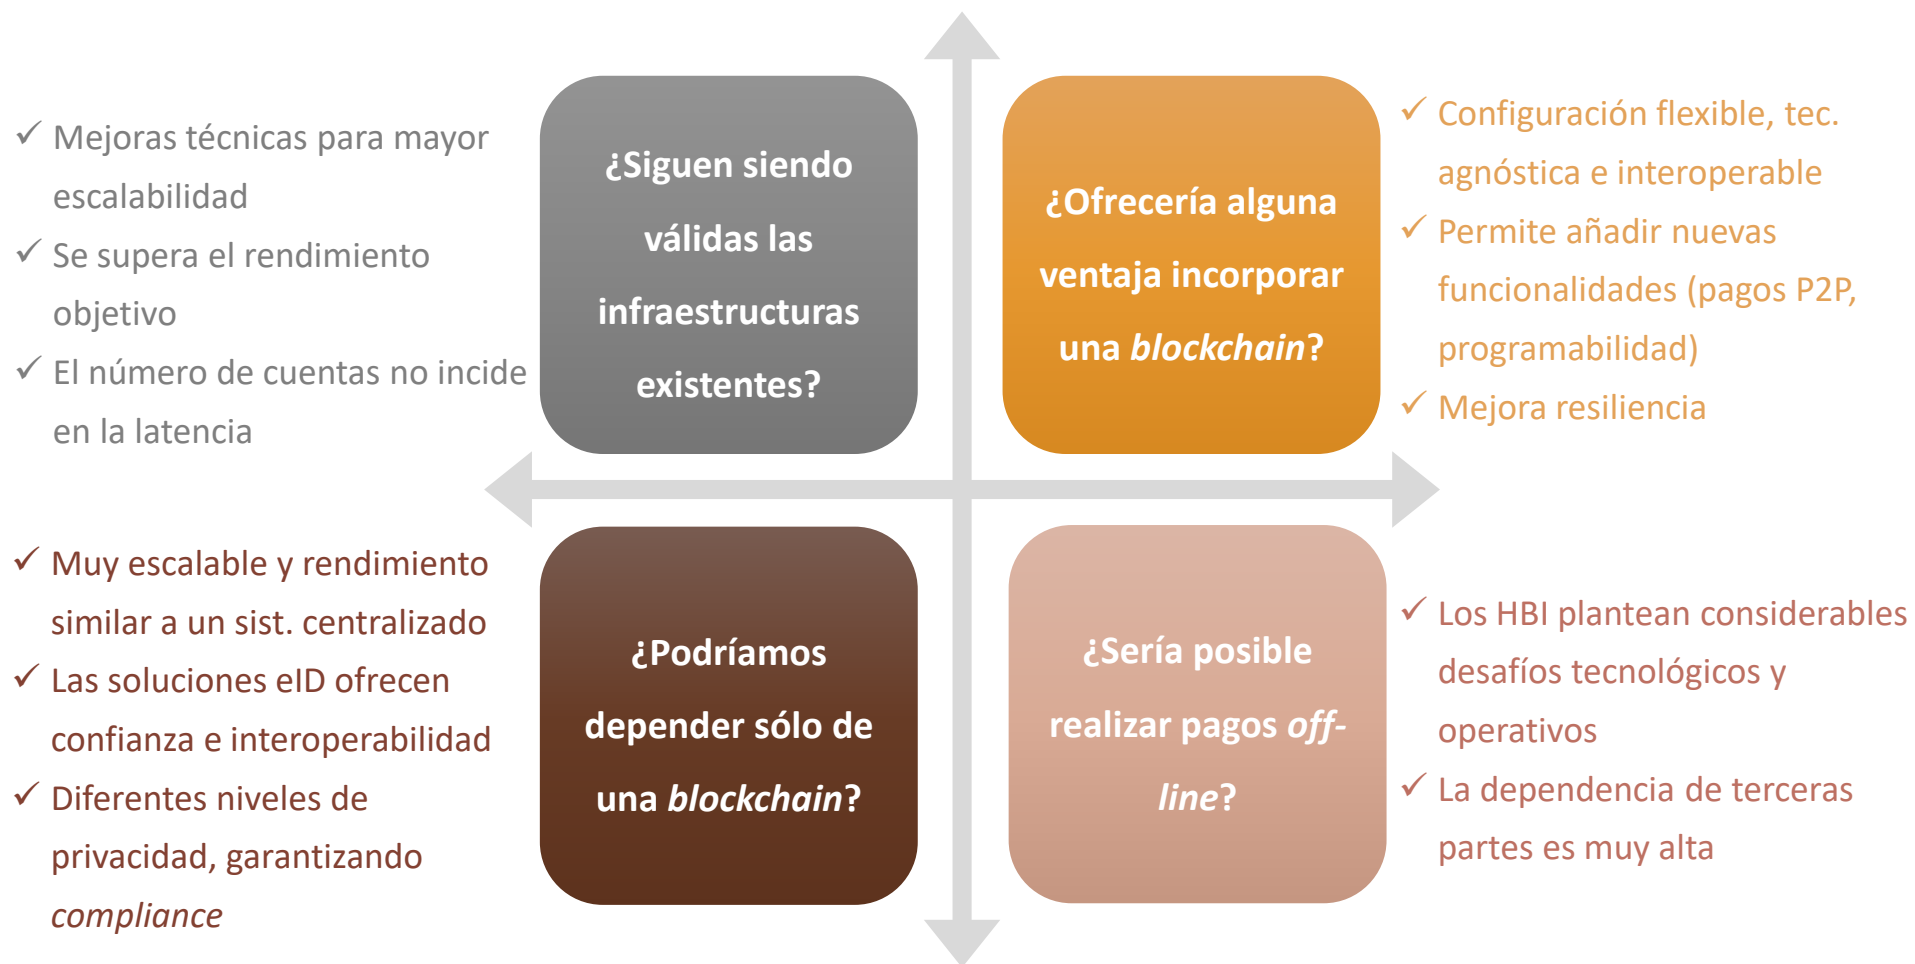 ✓ Mejoras técnicas para mayor
escalabilidad
✓ Se supera el rendimiento
objetivo
✓ El número de cuentas no incide
en la latencia
¿Siguen siendo
válidas las
infraestructuras
existentes?
¿Ofrecería alguna
ventaja incorporar
una blockchain?
✓ Configuración flexible, tec.
agnóstica e interoperable
✓ Permite añadir nuevas
funcionalidades (pagos P2P,
programabilidad)
✓ Mejora resiliencia
✓ Muy escalable y rendimiento
similar a un sist. centralizado
✓ Las soluciones eID ofrecen
confianza e interoperabilidad
✓ Diferentes niveles de
privacidad, garantizando
compliance
¿Podríamos
depender sólo de
una blockchain?
¿Sería posible
realizar pagos off-
line?
✓ Los HBI plantean considerables
desafíos tecnológicos y
operativos
✓ La dependencia de terceras
partes es muy alta